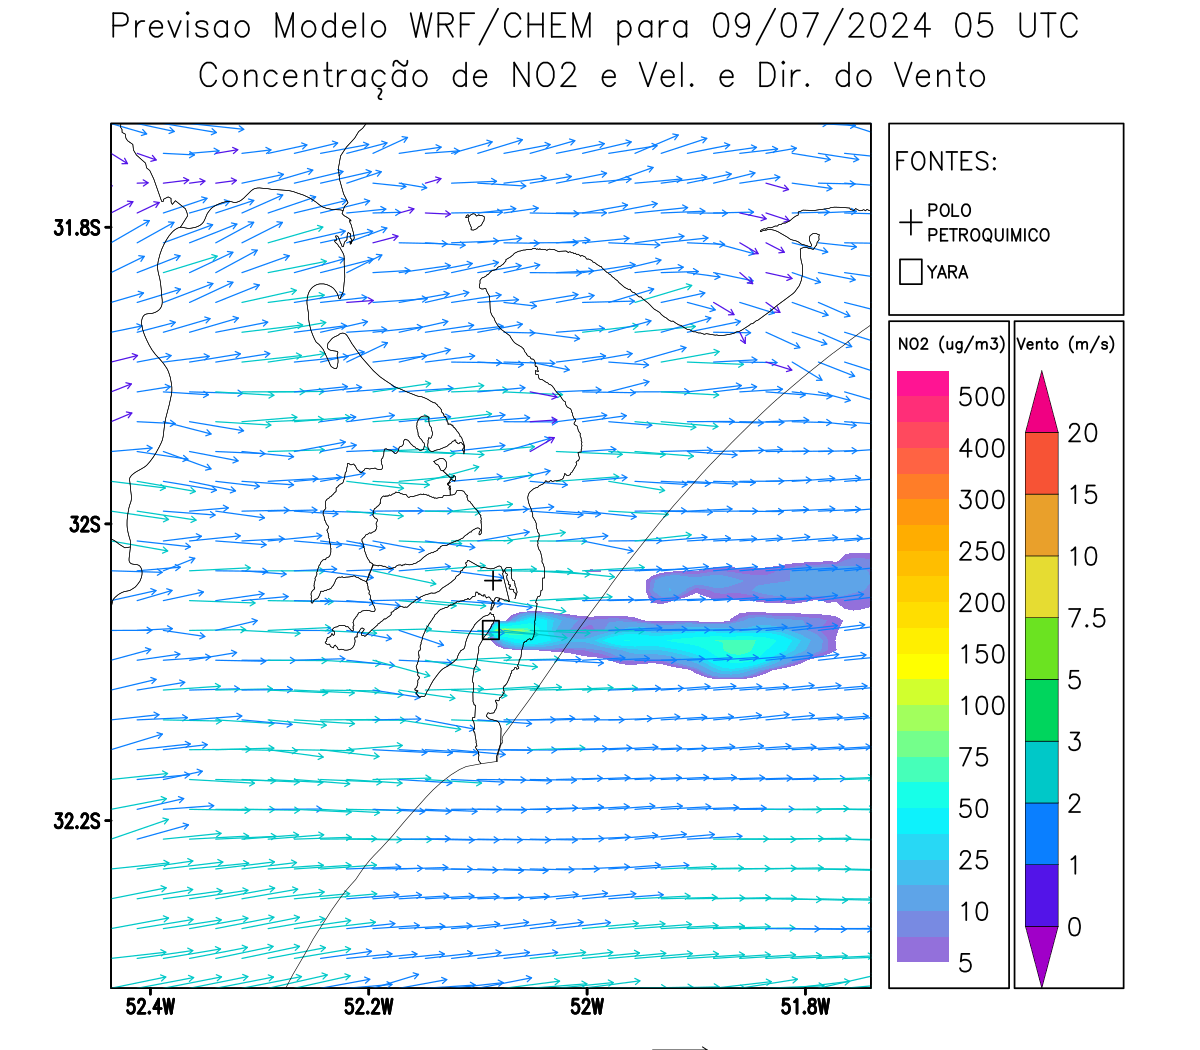 Previsao Modelo WRF/CHEM para 09/07/2024 05 UTC
Concentração de NO2 e Vel. e Dir. do Vento
FONTES:
POLO
PETROQUIMICO
YARA
NO2 (ug/m3)
500
400
300
250
200
150
100
75
50
25
10
5
Vento (m/s)
20
15
10
7.5
5
3
2
1
0
31.8S
32S
32.2S
52.4W
52.2W
52W
51.8W